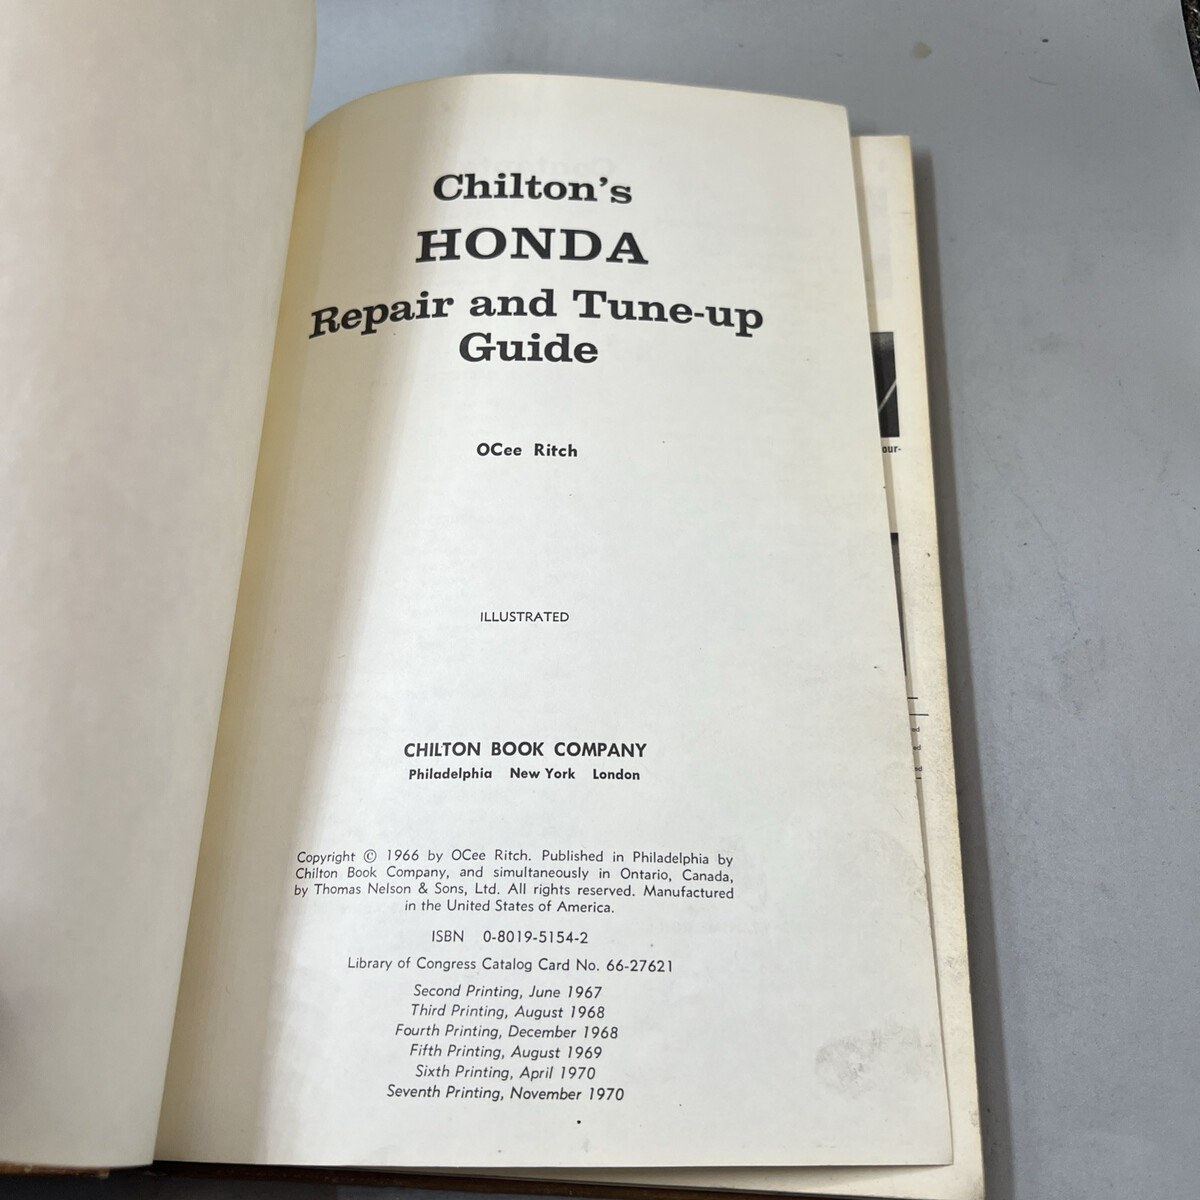 Chilton's
HONDA
Repair and Tune-up
Guide
OCee Ritch
ILLUSTRATED
CHILTON BOOK COMPANY
Philadelphia New York London
Copyright © 1966 by OCee Ritch. Published in Philadelphia by
Chilton Book Company, and simultaneously in Ontario, Canada,
by Thomas Nelson & Sons, Ltd. All rights reserved. Manufactured
in the United States of America.
ISBN 0-8019-5154-2
Library of Congress Catalog Card No. 66-27621
Second Printing, June 1967
Third Printing, August 1968
Fourth Printing, December 1968
Fifth Printing, August 1969
Sixth Printing, April 1970
Seventh Printing, November 1970
our-